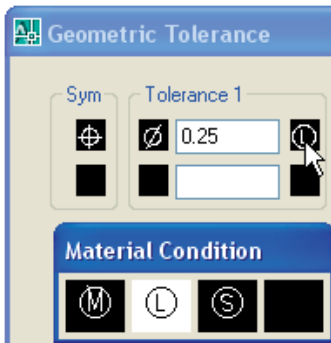 Geometric Tolerance
Sym Tolerance 1
⌖ ⌀ 0.25 Ⓛ
Material Condition
Ⓜ Ⓛ Ⓢ